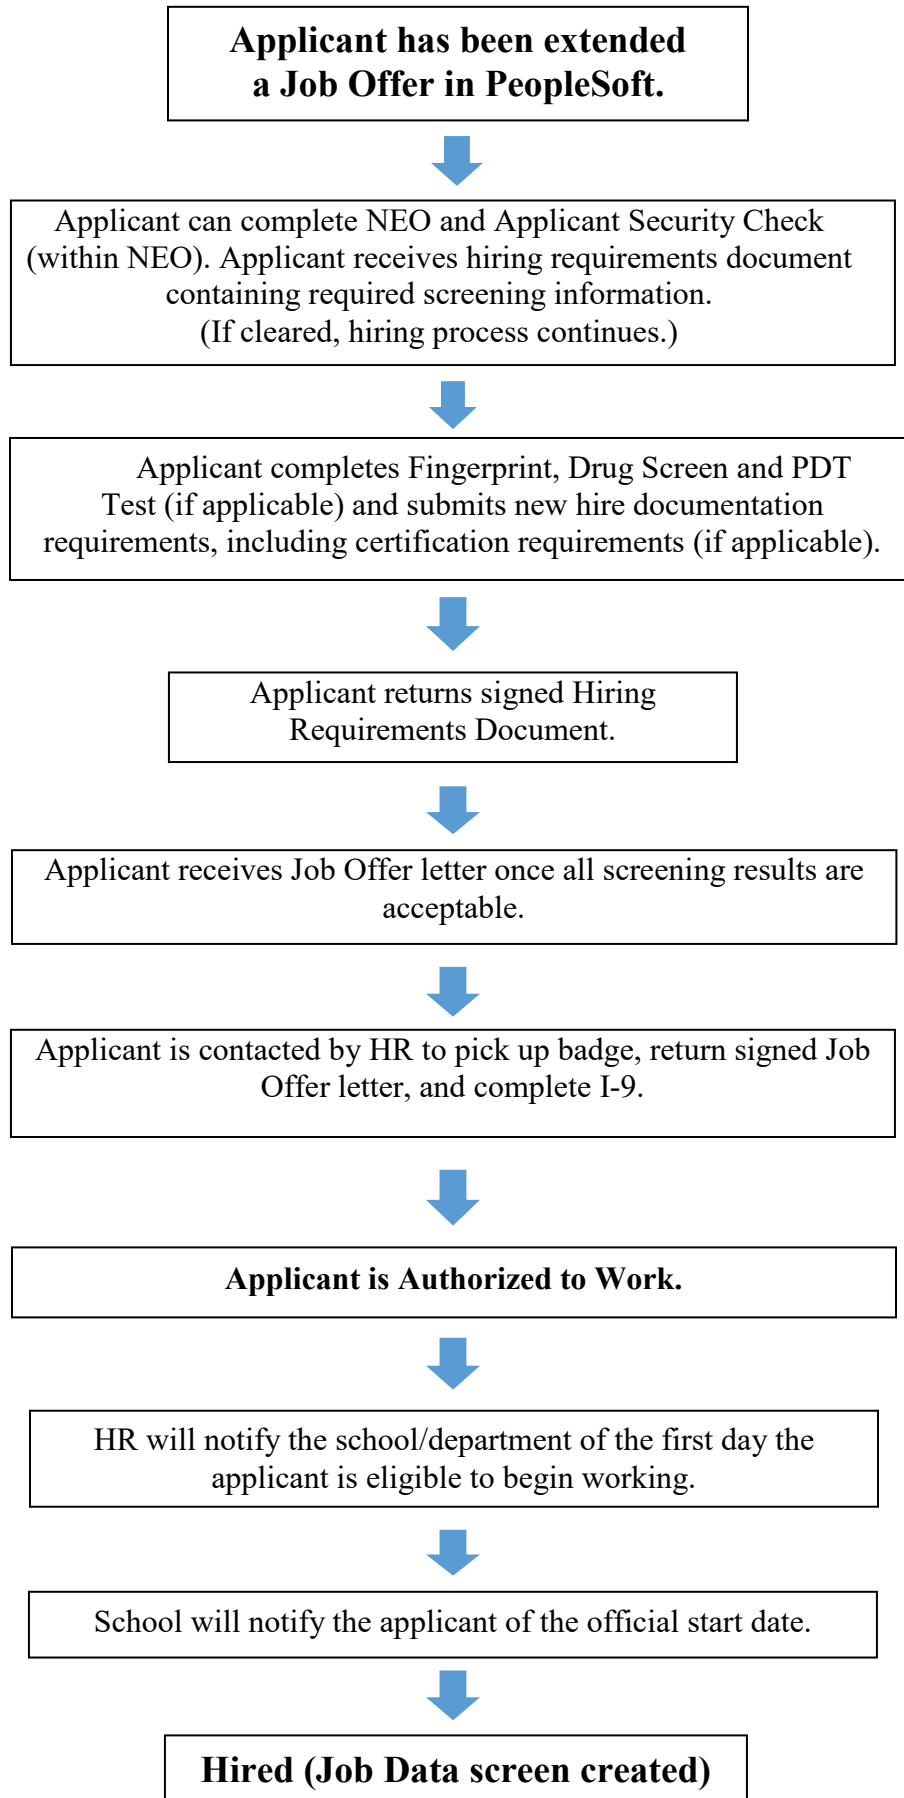 Applicant has been extended
a Job Offer in PeopleSoft.
Applicant can complete NEO and Applicant Security Check
(within NEO). Applicant receives hiring requirements document
containing required screening information.
(If cleared, hiring process continues.)
Applicant completes Fingerprint, Drug Screen and PDT
Test (if applicable) and submits new hire documentation
requirements, including certification requirements (if applicable).
Applicant returns signed Hiring
Requirements Document.
Applicant receives Job Offer letter once all screening results are
acceptable.
Applicant is contacted by HR to pick up badge, return signed Job
Offer letter, and complete I-9.
Applicant is Authorized to Work.
HR will notify the school/department of the first day the
applicant is eligible to begin working.
School will notify the applicant of the official start date.
Hired (Job Data screen created)